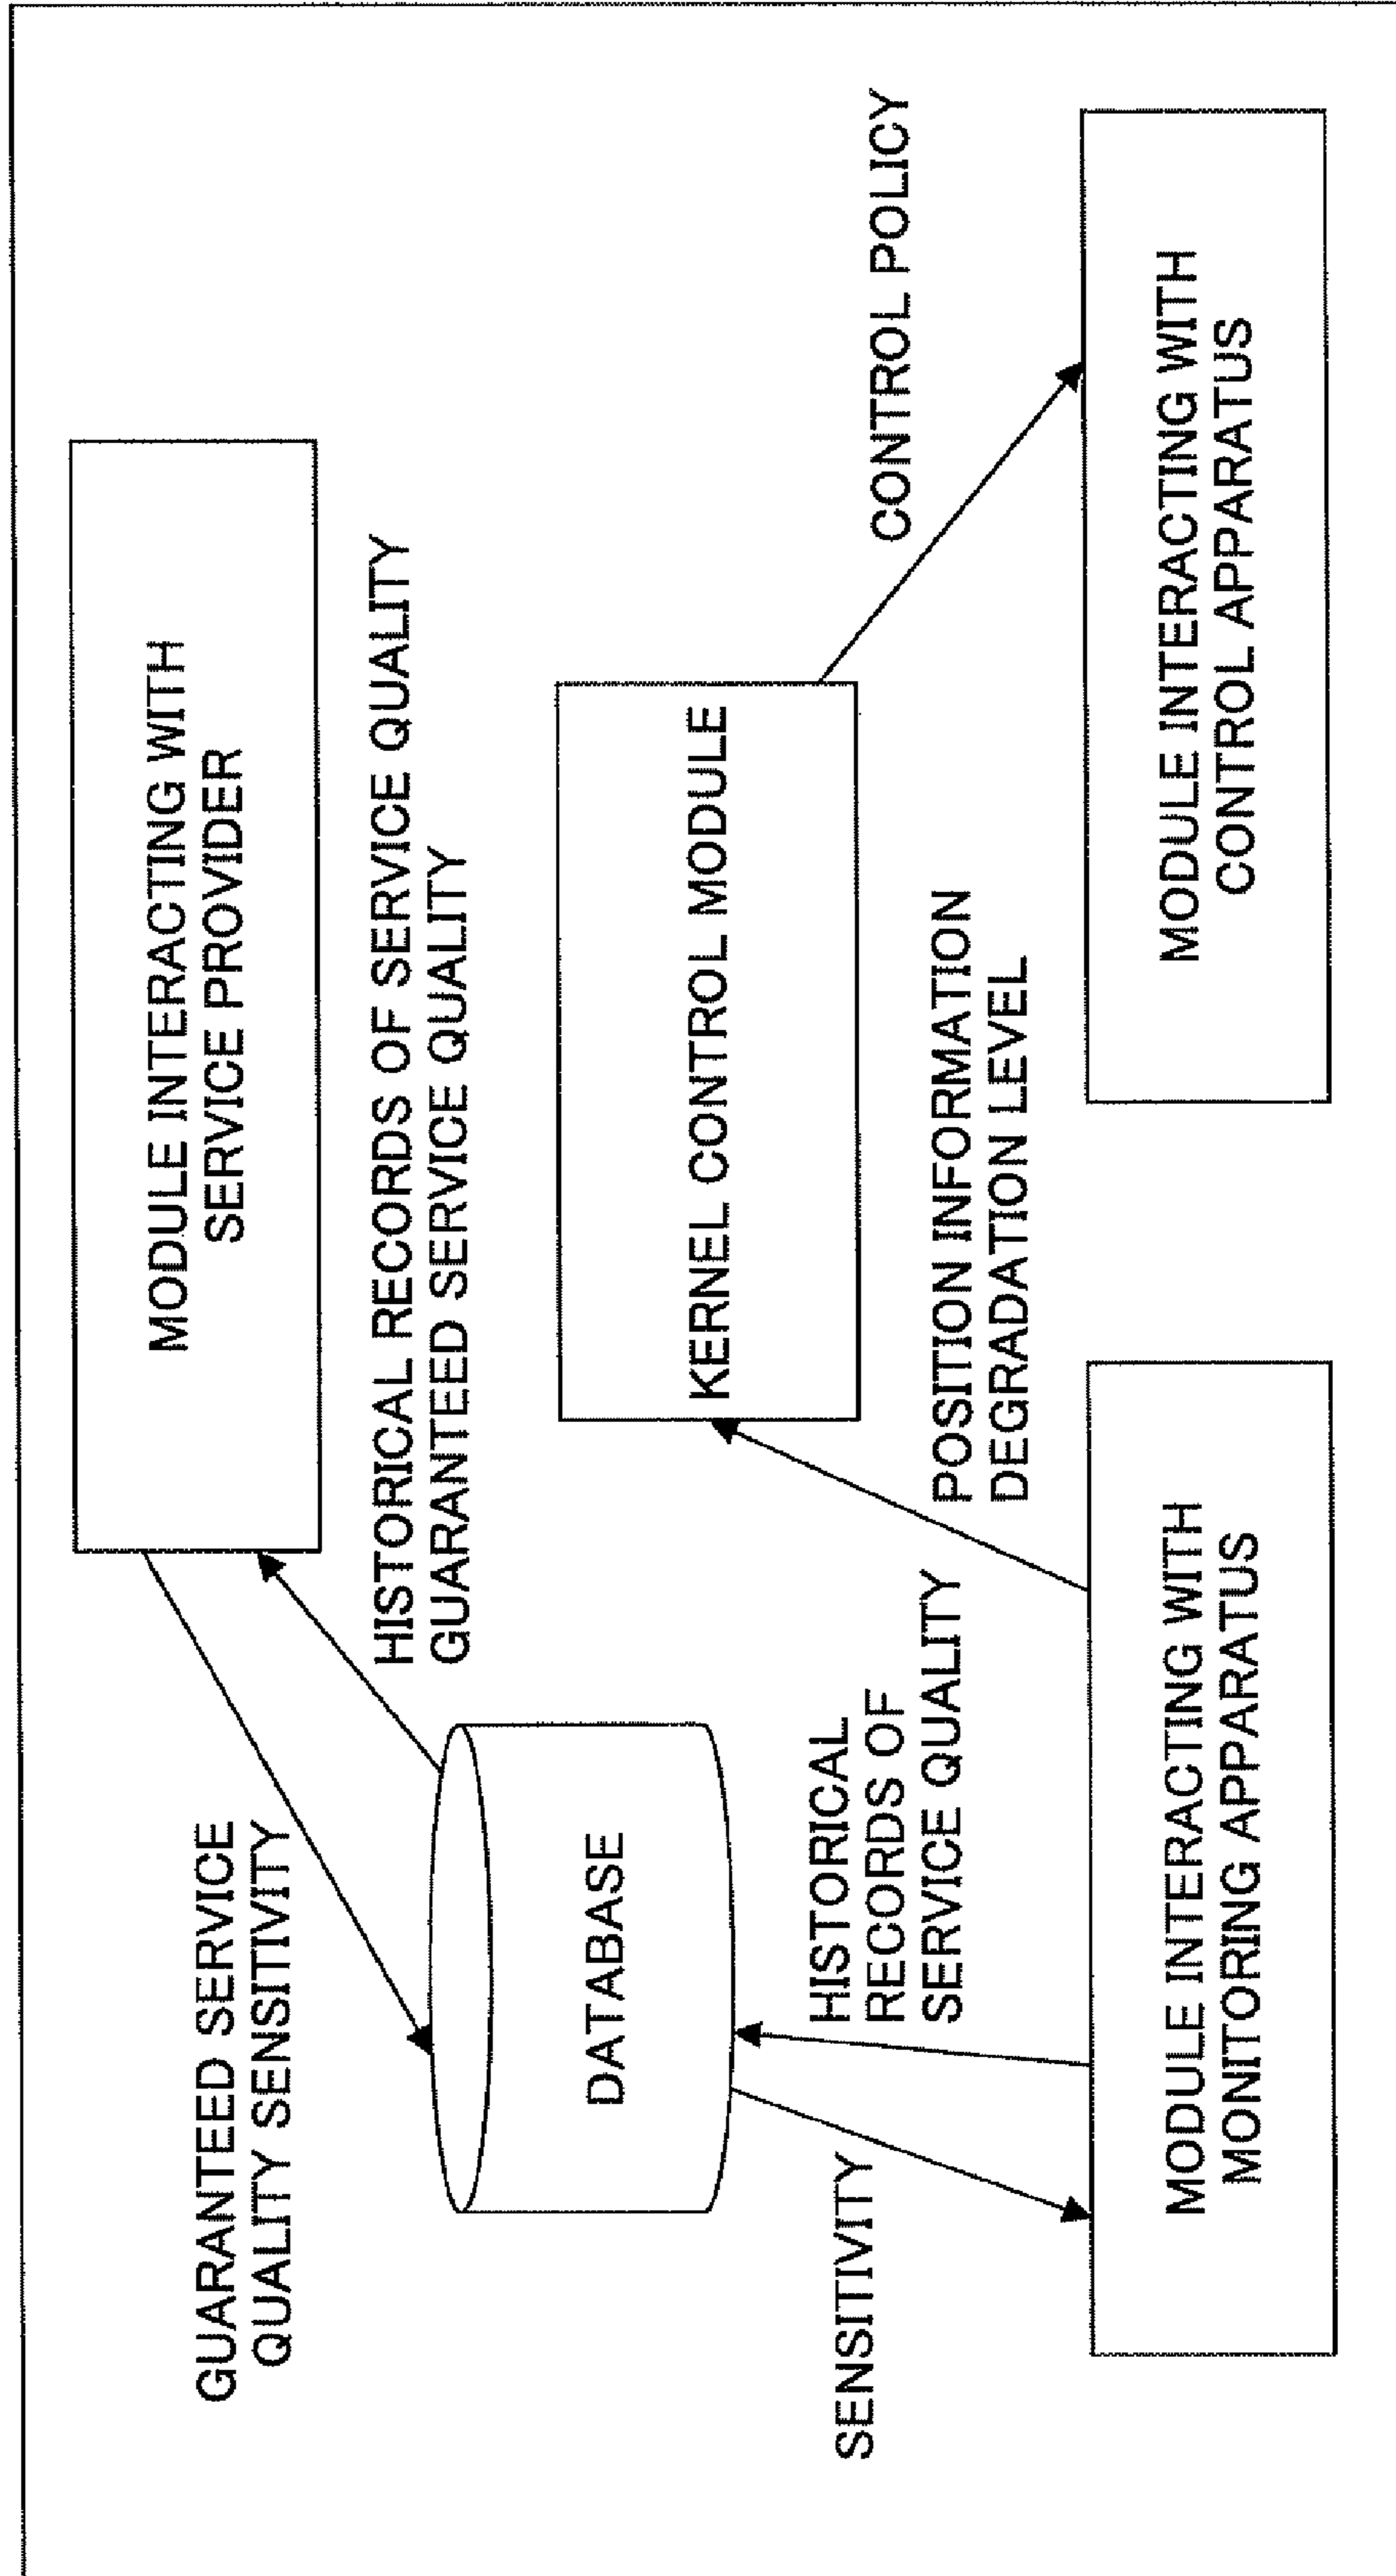 MODULE INTERACTING WITH
SERVICE PROVIDER
GUARANTEED SERVICE
QUALITY SENSITIVITY
HISTORICAL RECORDS OF SERVICE QUALITY
GUARANTEED SERVICE QUALITY
DATABASE
KERNEL CONTROL MODULE
SENSITIVITY
HISTORICAL
RECORDS OF
SERVICE QUALITY
POSITION INFORMATION
DEGRADATION LEVEL
CONTROL POLICY
MODULE INTERACTING WITH
MONITORING APPARATUS
MODULE INTERACTING WITH
CONTROL APPARATUS